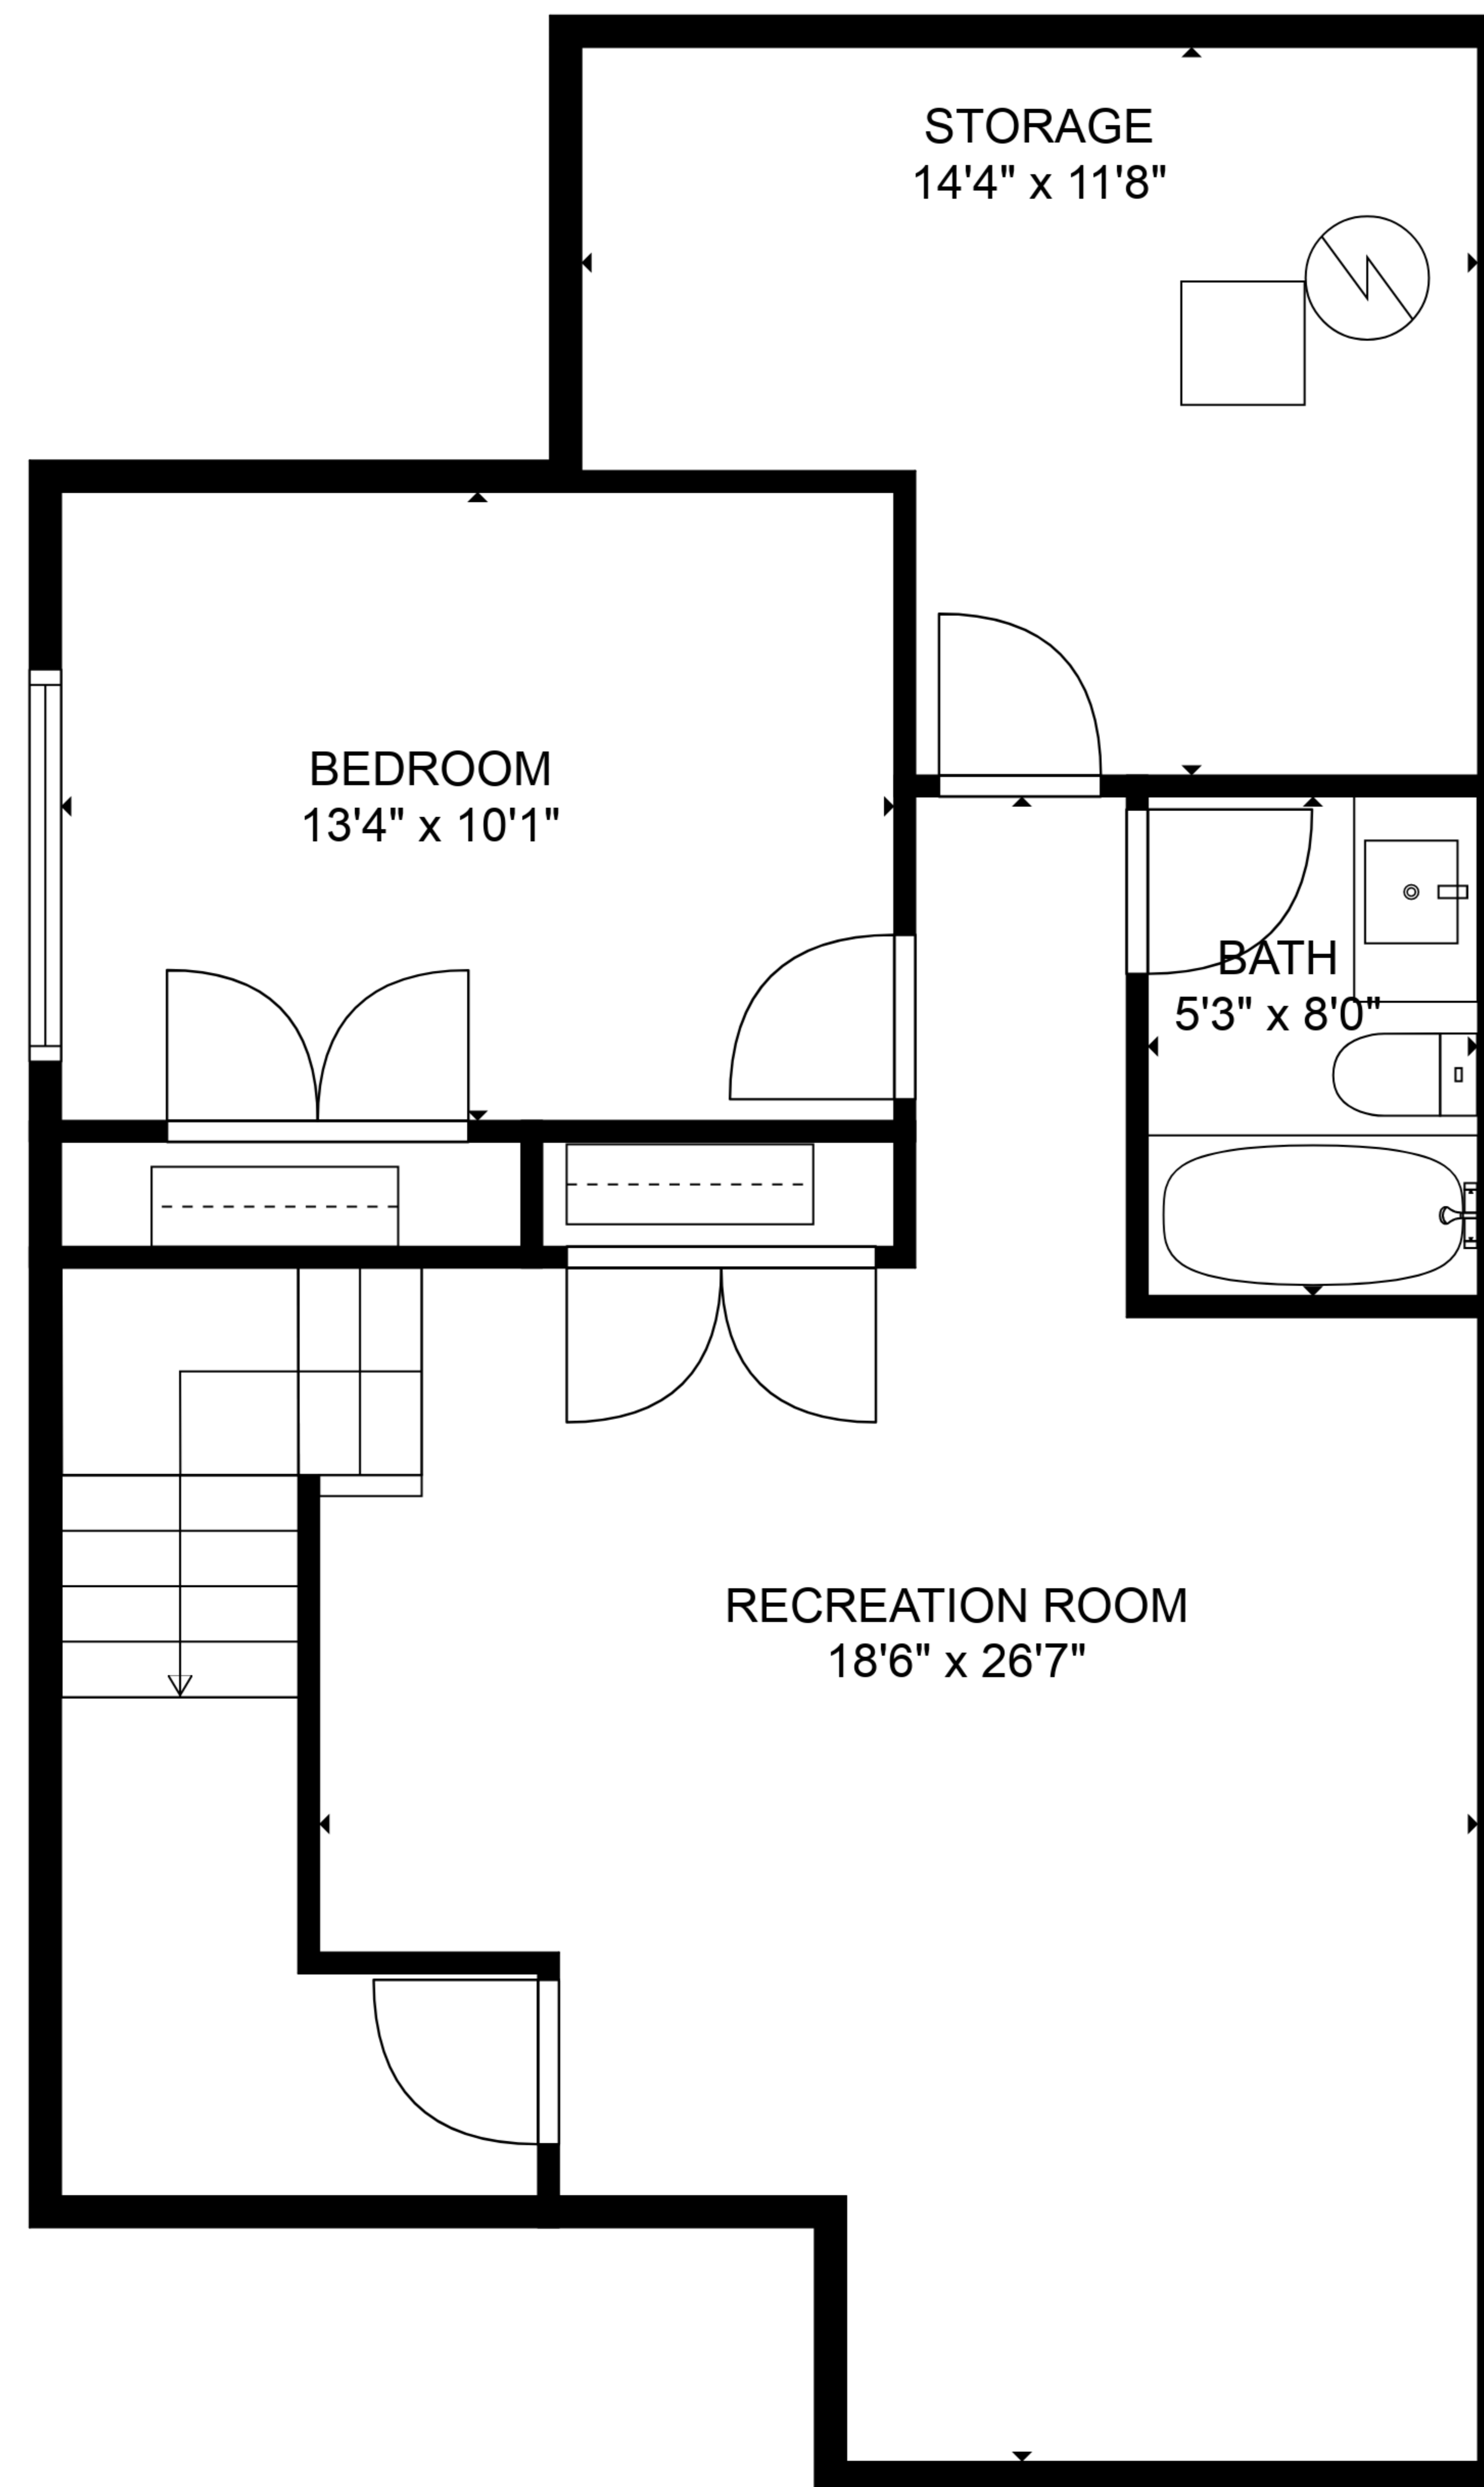 STORAGE
14'4" x 11'8"
BEDROOM
13'4" x 10'1"
BATH
5'3" x 8'0"
RECREATION ROOM
18'6" x 26'7"